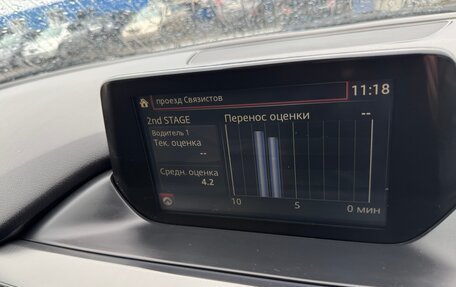 проезд Связистов
11:18
2nd STAGE
Перенос оценки --
Водитель 1
Тек. оценка
--
Средн. оценка
4.2
10 5 0 мин